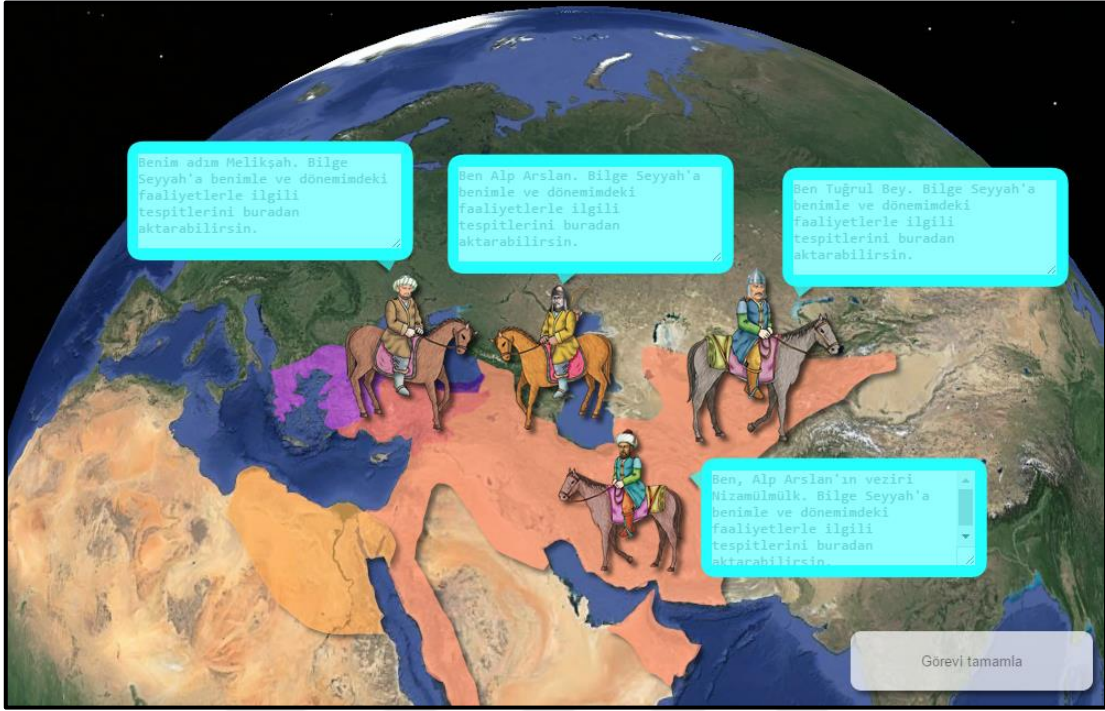 Benim adım Melikşah. Bilge
Seyyah'a benimle ve dönemimdeki
faaliyetlerle ilgili
tespitlerini buradan
aktarabilirsin.
Ben Alp Arslan. Bilge Seyyah'a
benimle ve dönemimdeki
faaliyetlerle ilgili
tespitlerini buradan
aktarabilirsin.
Ben Tuğrul Bey. Bilge Seyyah'a
benimle ve dönemimdeki
faaliyetlerle ilgili
tespitlerini buradan
aktarabilirsin.
Ben, Alp Arslan'ın veziri
Nizamülmülk. Bilge Seyyah'a
benimle ve dönemimdeki
faaliyetlerle ilgili
tespitlerini buradan
aktarabilirsin.
Görevi tamamla